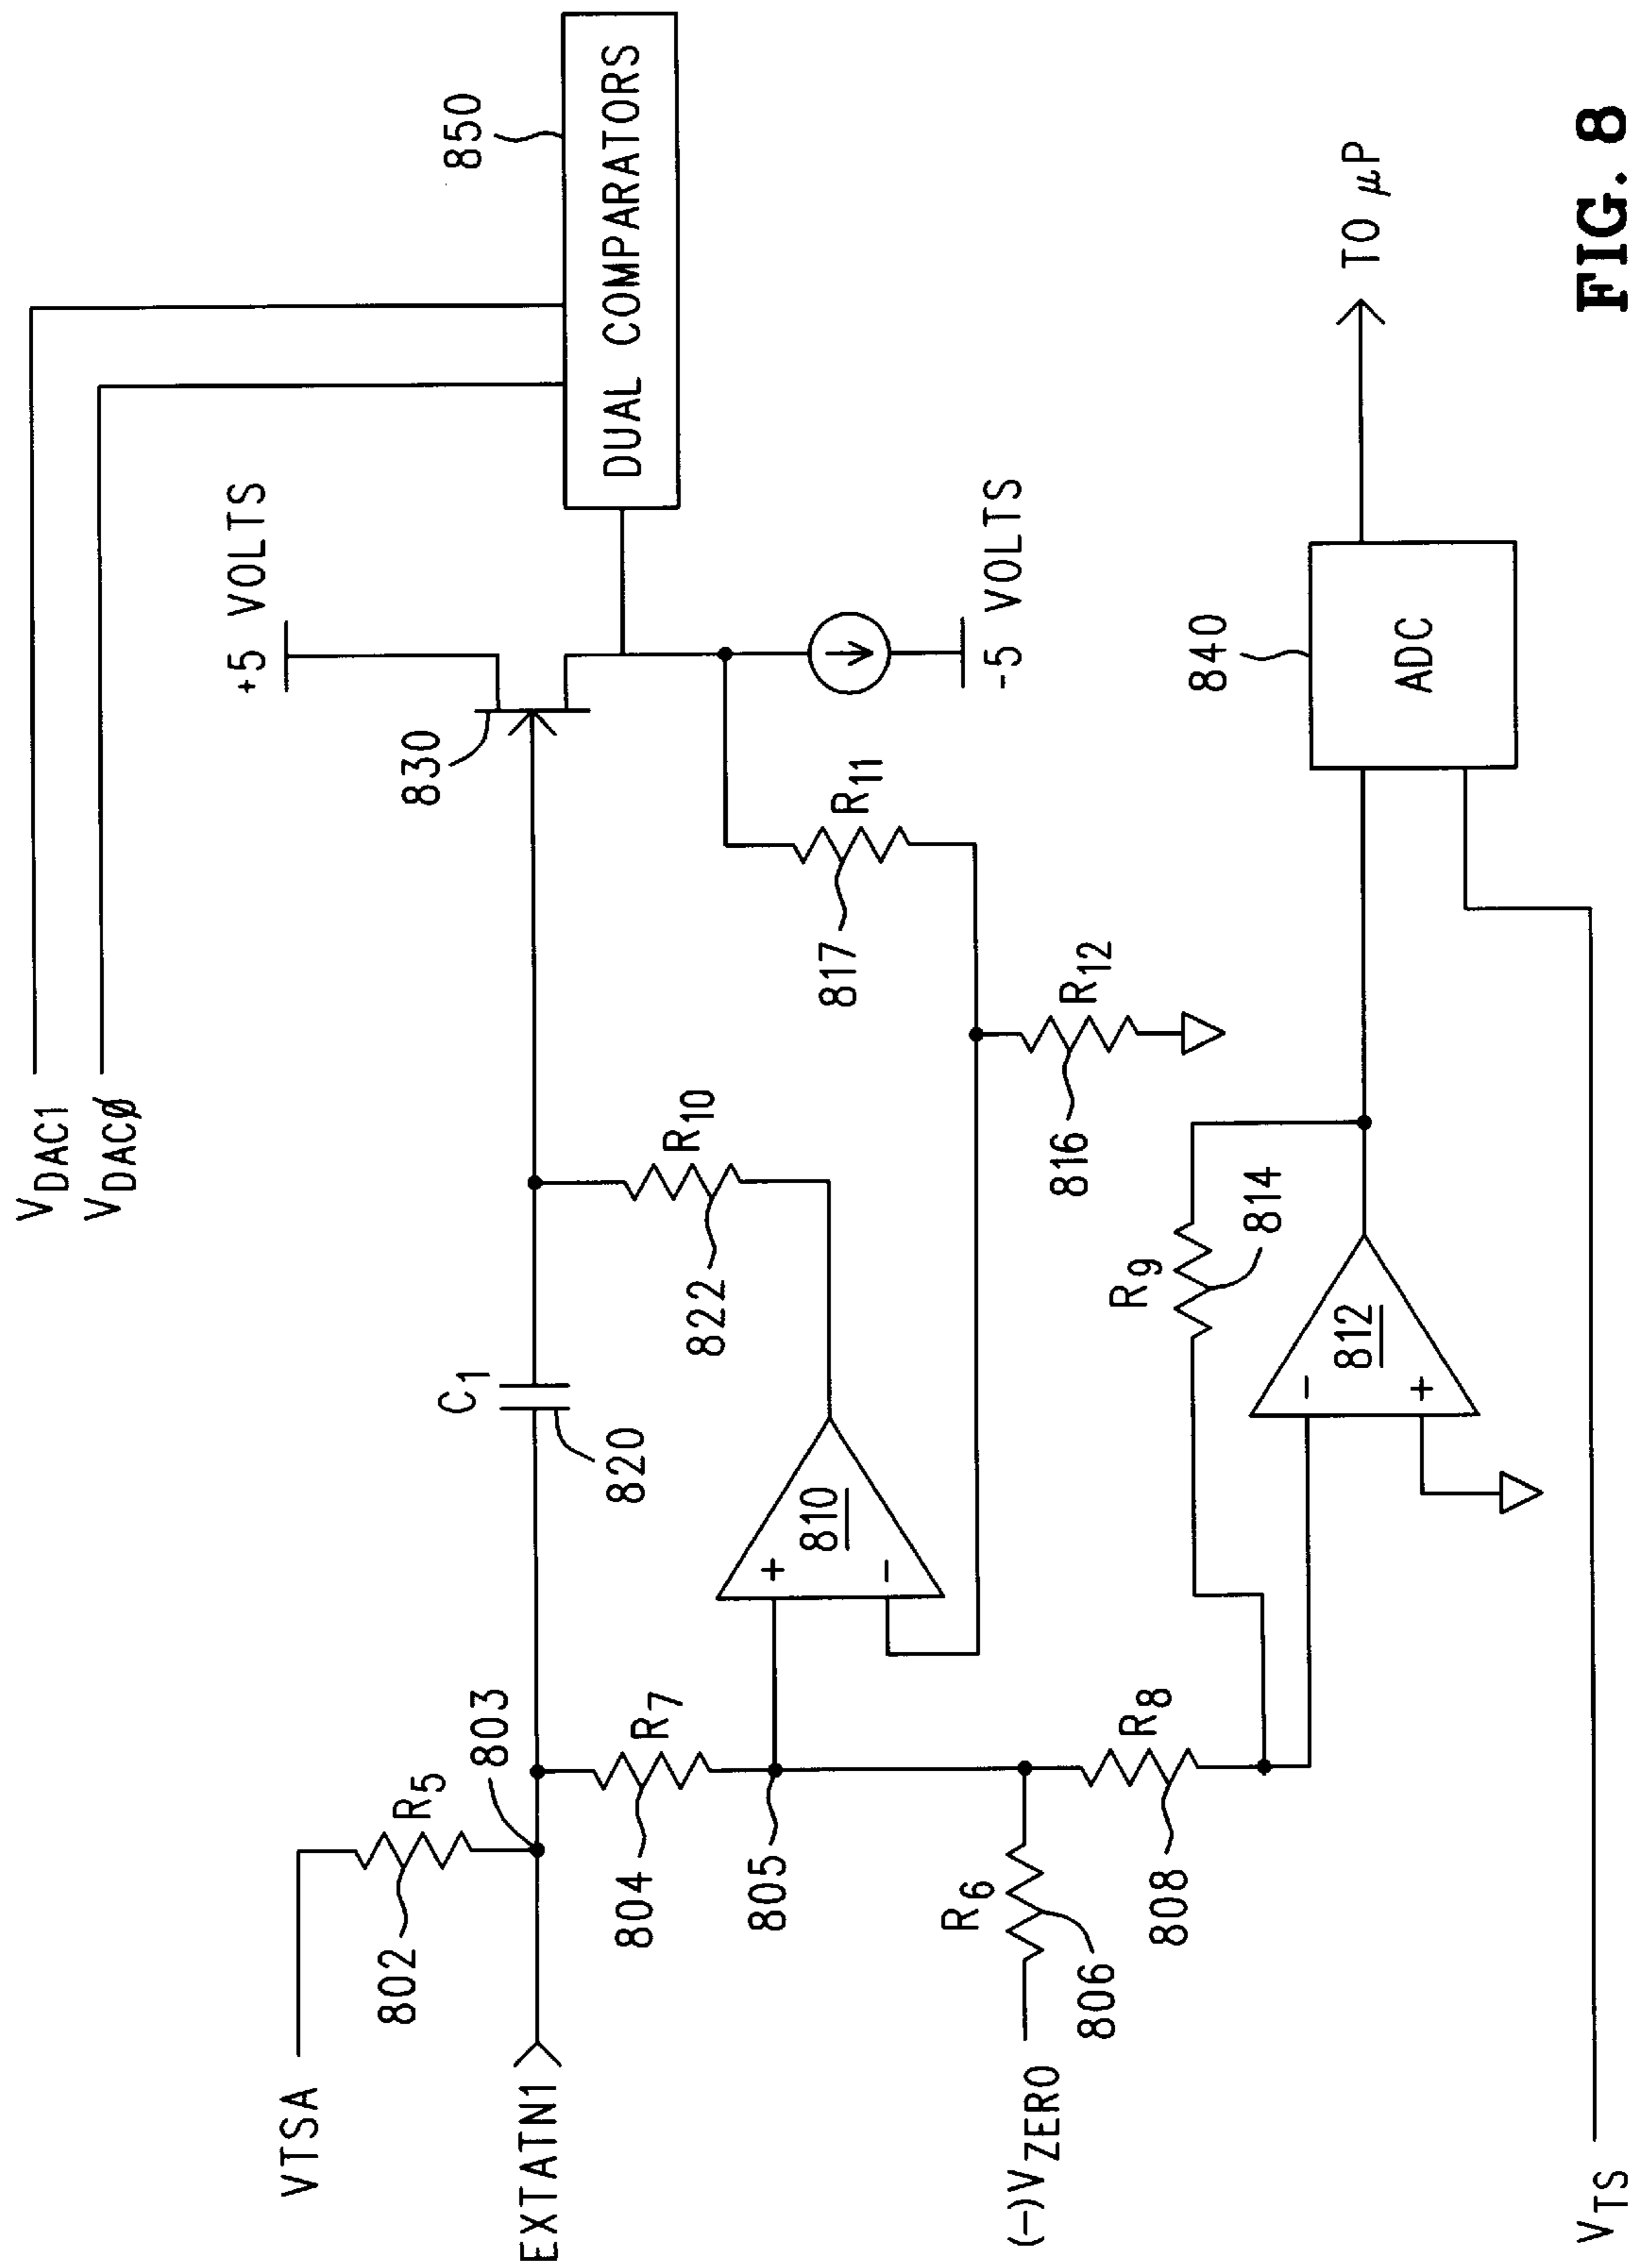 V_DAC1
V_DACØ
850
DUAL COMPARATORS
+5 VOLTS
830
VTSA
802
R5
803
EXTATN1
C1
820
R10
822
R11
817
-5 VOLTS
804
R7
805
+
-
810
R12
816
R6
806
(-)V_ZERO
R8
808
R9
814
-
+
812
840
ADC
TO µP
V_TS
FIG. 8